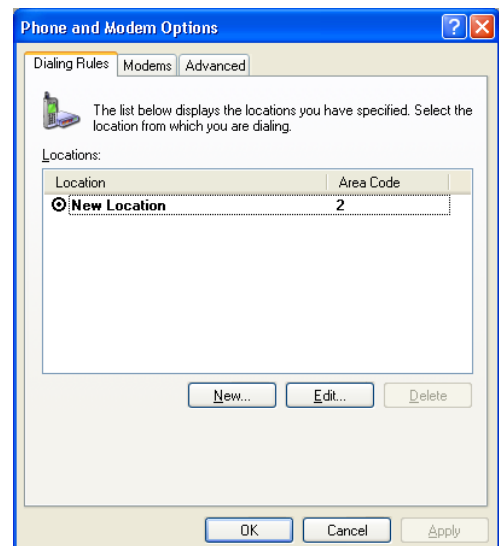 Phone and Modem Options
Dialing Rules Modems Advanced
The list below displays the locations you have specified. Select the
location from which you are dialing.
Locations:
Location Area Code
New Location 2
New... Edit... Delete
OK Cancel Apply